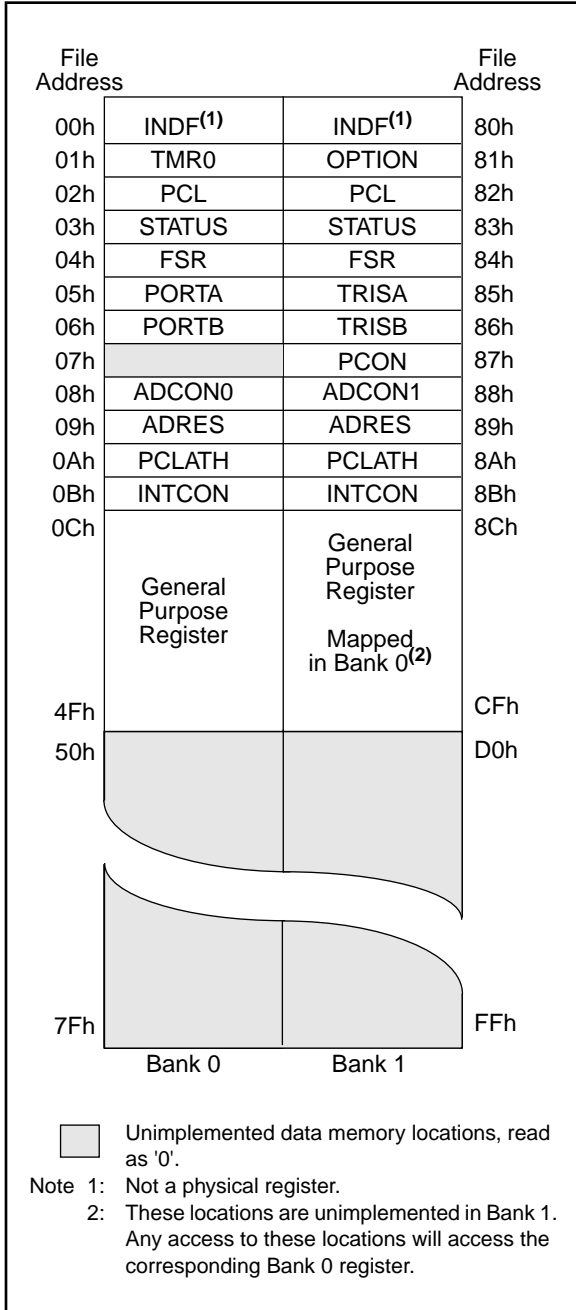 File Address File Address
00h INDF(1) INDF(1) 80h
01h TMR0 OPTION 81h
02h PCL PCL 82h
03h STATUS STATUS 83h
04h FSR FSR 84h
05h PORTA TRISA 85h
06h PORTB TRISB 86h
07h PCON 87h
08h ADCON0 ADCON1 88h
09h ADRES ADRES 89h
0Ah PCLATH PCLATH 8Ah
0Bh INTCON INTCON 8Bh
0Ch 8Ch
General
Purpose
Register
General
Purpose
Register
Mapped
in Bank 0(2)
4Fh CFh
50h D0h
7Fh FFh
Bank 0 Bank 1
Unimplemented data memory locations, read
as '0'.
Note 1: Not a physical register.
2: These locations are unimplemented in Bank 1.
Any access to these locations will access the
corresponding Bank 0 register.